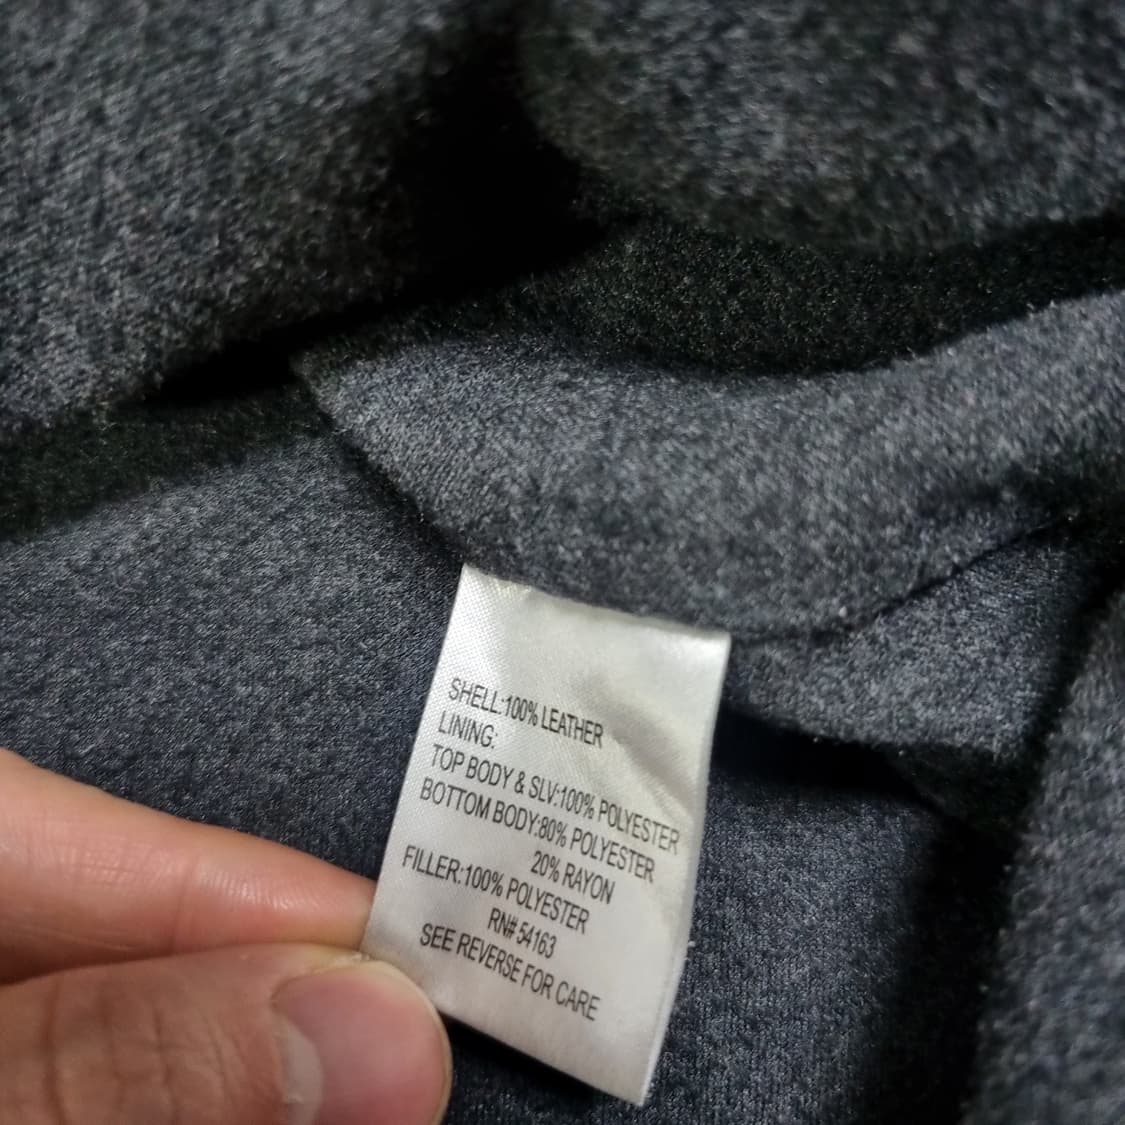 SHELL:100% LEATHER
LINING:
TOP BODY & SLV:100% POLYESTER
BOTTOM BODY:80% POLYESTER
20% RAYON
FILLER:100% POLYESTER
RN# 54163
SEE REVERSE FOR CARE